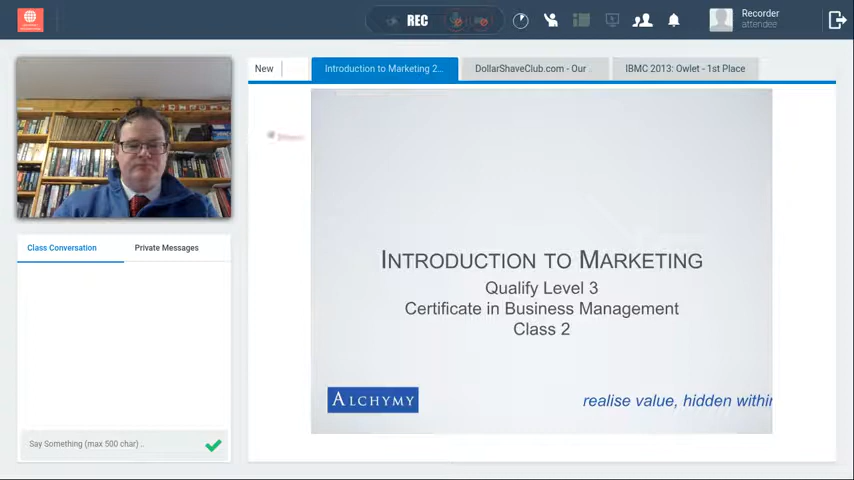 REC
Recorder
attendee
New
Introduction to Marketing 2...
DollarShaveClub.com - Our ...
IBMC 2013: Owlet - 1st Place
INTRODUCTION TO MARKETING
Qualify Level 3
Certificate in Business Management
Class 2
ALCHYMY
realise value, hidden within
Class Conversation
Private Messages
Say Something (max 500 char) ..